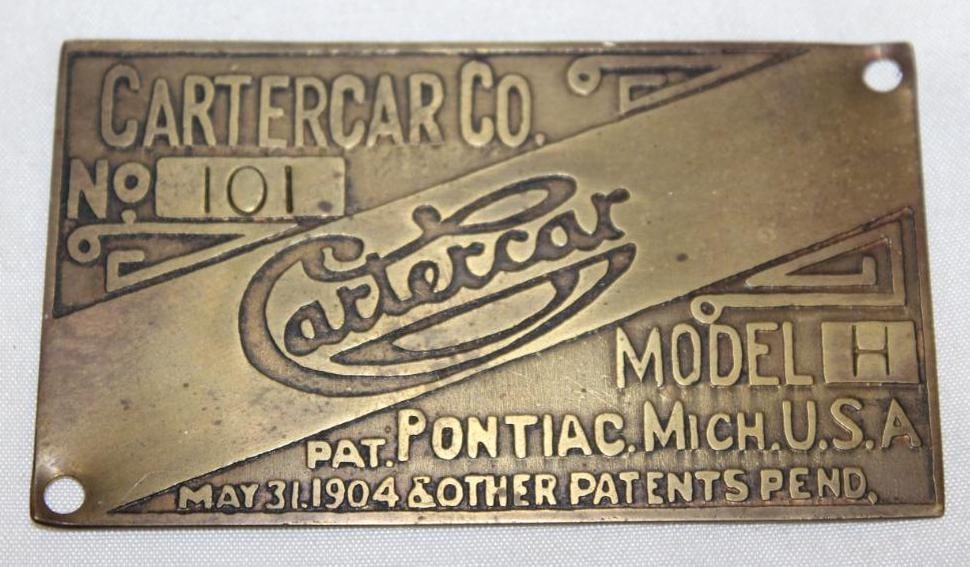 CARTERCAR CO.
NO. 101
Cartercar
MODEL H
PAT. PONTIAC. MICH. U.S.A
MAY 31. 1904 & OTHER PATENTS PEND.